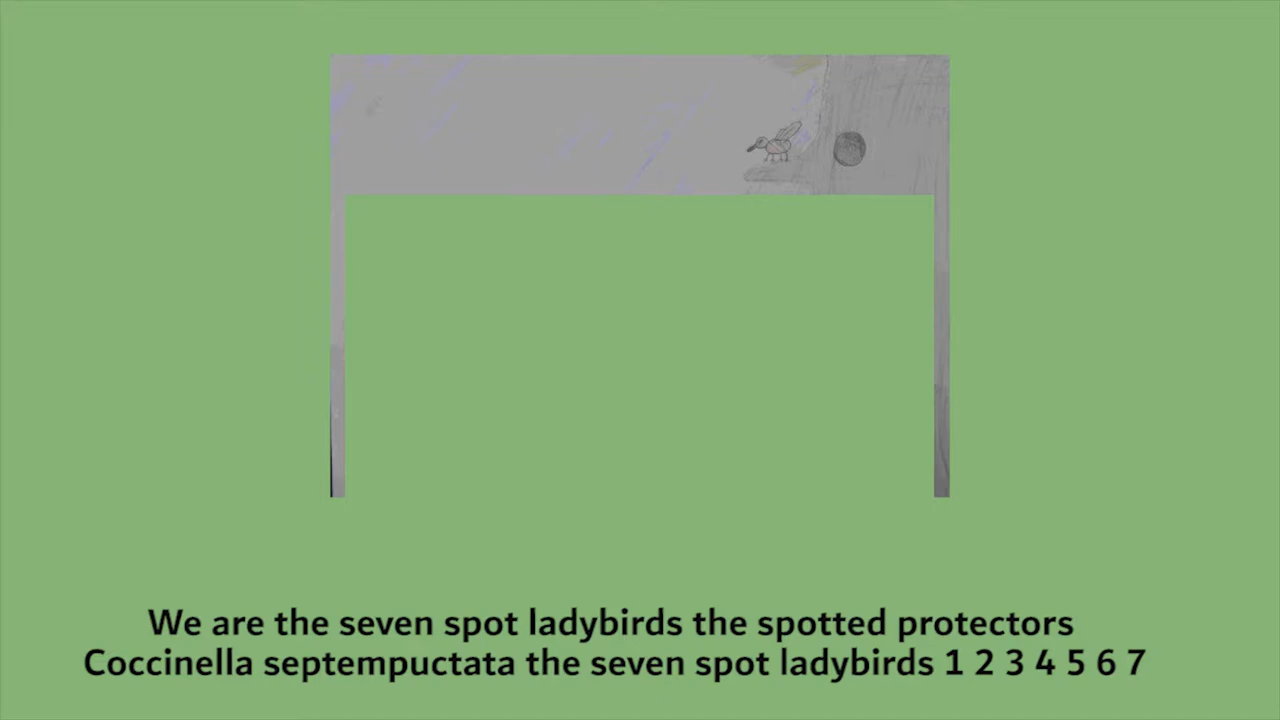 We are the seven spot ladybirds the spotted protectors
Coccinella septempuctata the seven spot ladybirds 1 2 3 4 5 6 7